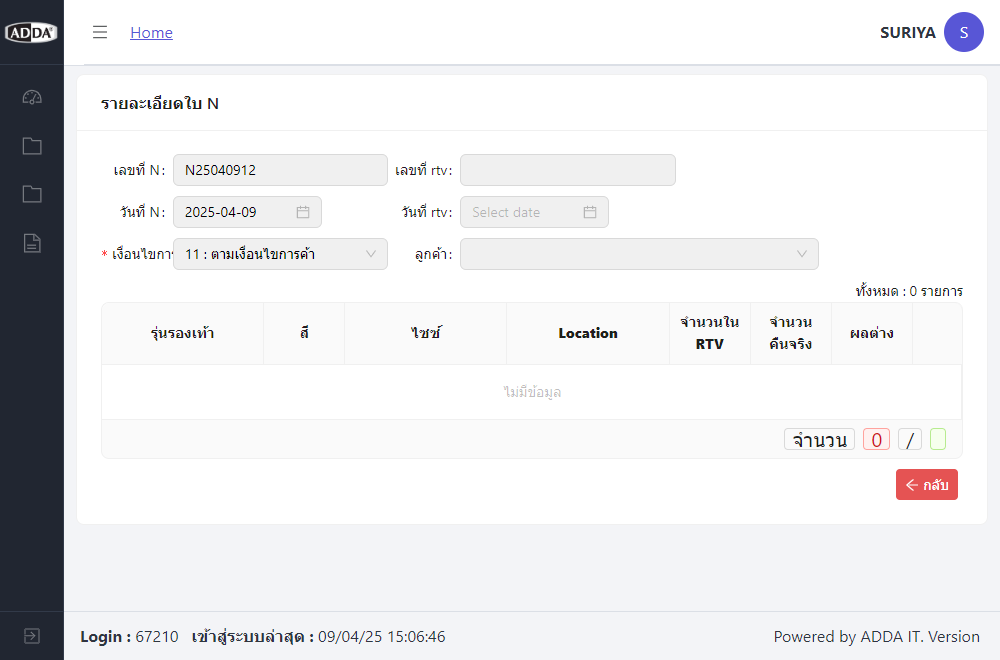 ADDA
Home
SURIYA S
รายละเอียดใบ N
เลขที่ N: N25040912 เลขที่ rtv:
วันที่ N: 2025-04-09 วันที่ rtv: Select date
* เงื่อนไขการ 11 : ตามเงื่อนไขการค้า ลูกค้า:
ทั้งหมด : 0 รายการ
รุ่นรองเท้า สี ไซซ์ Location จำนวนใน RTV จำนวนคืนจริง ผลต่าง
ไม่มีข้อมูล
จำนวน 0 /
กลับ
Login : 67210 เข้าสู่ระบบล่าสุด : 09/04/25 15:06:46 Powered by ADDA IT. Version